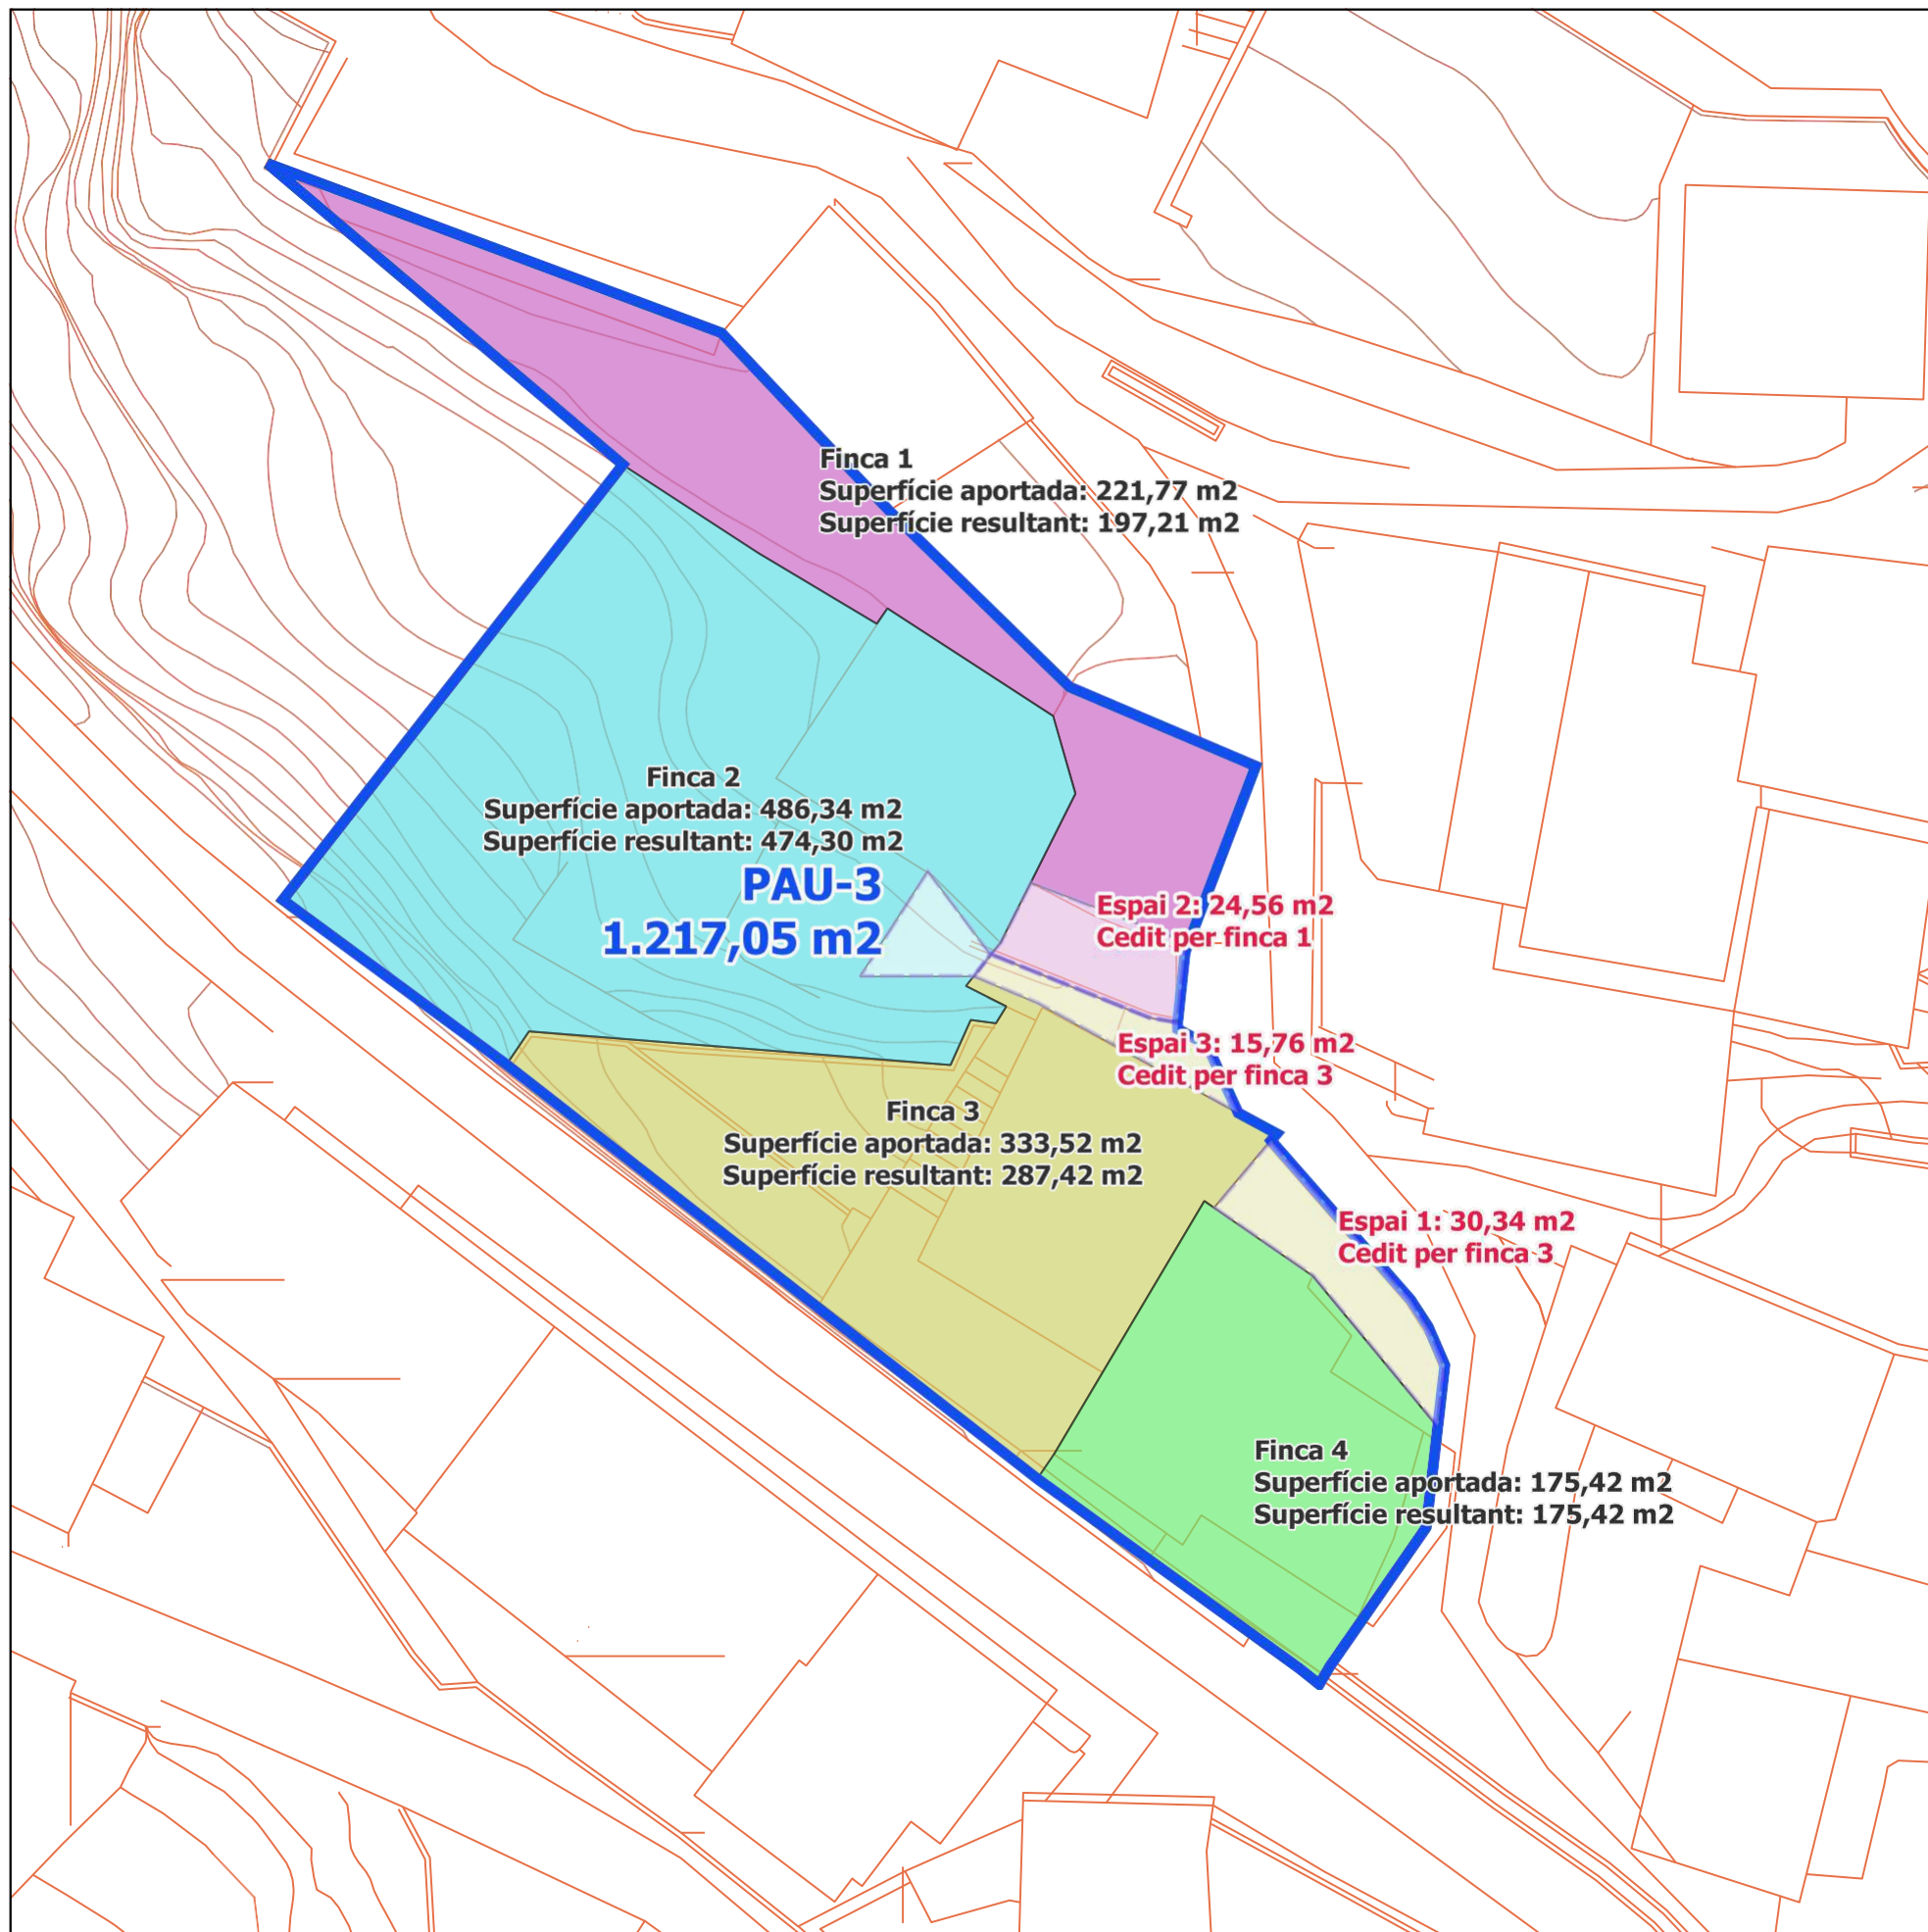 Finca 1
Superfície aportada: 221,77 m2
Superfície resultant: 197,21 m2
Finca 2
Superfície aportada: 486,34 m2
Superfície resultant: 474,30 m2
PAU-3
1.217,05 m2
Espai 2: 24,56 m2
Cedit per finca 1
Espai 3: 15,76 m2
Cedit per finca 3
Finca 3
Superfície aportada: 333,52 m2
Superfície resultant: 287,42 m2
Espai 1: 30,34 m2
Cedit per finca 3
Finca 4
Superfície aportada: 175,42 m2
Superfície resultant: 175,42 m2